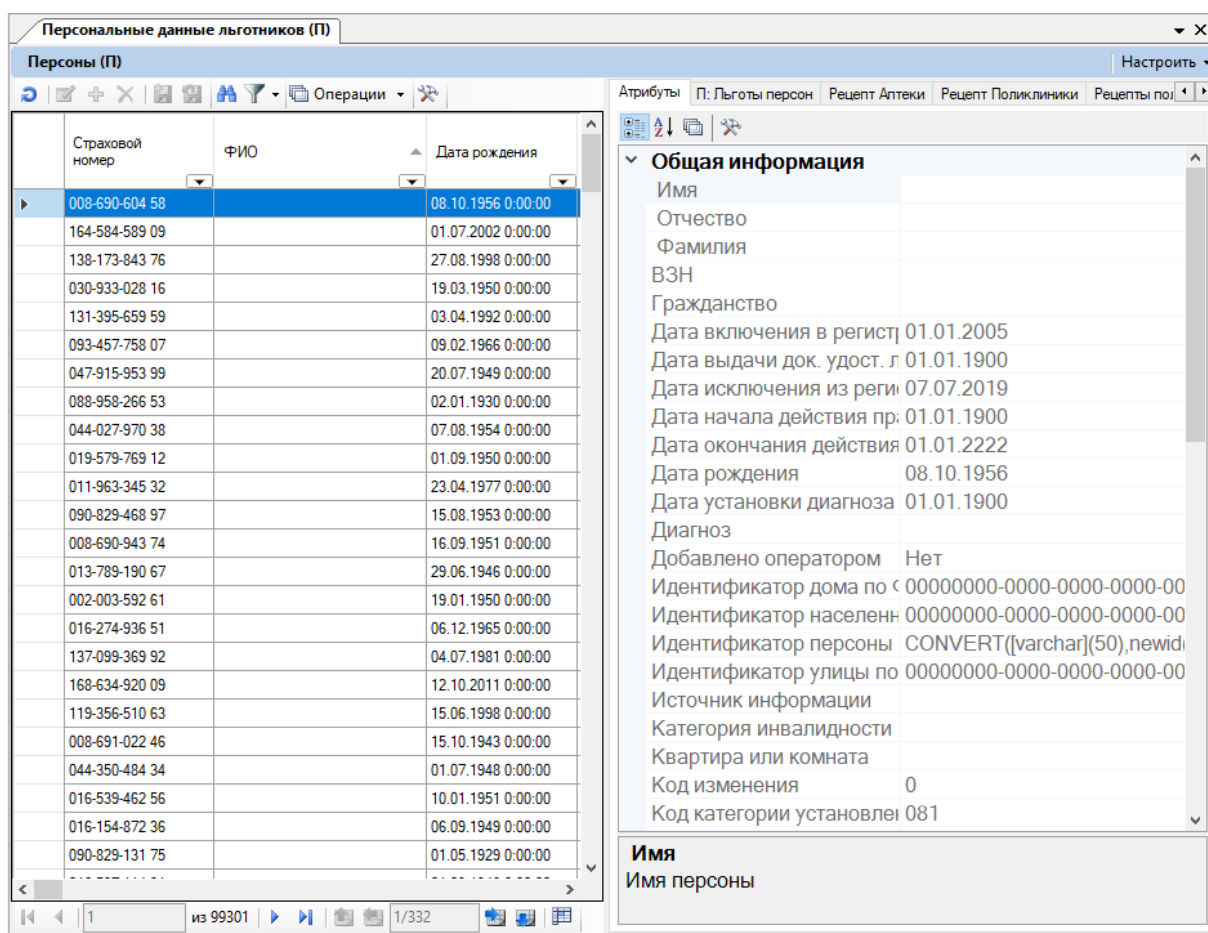 Персональные данные льготников (П)
Персоны (П)
Настроить
Операции
Страховой номер
ФИО
Дата рождения
008-690-604 58 08.10.1956 0:00:00
164-584-589 09 01.07.2002 0:00:00
138-173-843 76 27.08.1998 0:00:00
030-933-028 16 19.03.1950 0:00:00
131-395-659 59 03.04.1992 0:00:00
093-457-758 07 09.02.1966 0:00:00
047-915-953 99 20.07.1949 0:00:00
088-958-266 53 02.01.1930 0:00:00
044-027-970 38 07.08.1954 0:00:00
019-579-769 12 01.09.1950 0:00:00
011-963-345 32 23.04.1977 0:00:00
090-829-468 97 15.08.1953 0:00:00
008-690-943 74 16.09.1951 0:00:00
013-789-190 67 29.06.1946 0:00:00
002-003-592 61 19.01.1950 0:00:00
016-274-936 51 06.12.1965 0:00:00
137-099-369 92 04.07.1981 0:00:00
168-634-920 09 12.10.2011 0:00:00
119-356-510 63 15.06.1998 0:00:00
008-691-022 46 15.10.1943 0:00:00
044-350-484 34 01.07.1948 0:00:00
016-539-462 56 10.01.1951 0:00:00
016-154-872 36 06.09.1949 0:00:00
090-829-131 75 01.05.1929 0:00:00
1 из 99301 1/332
Атрибуты П: Льготы персон Рецепт Аптеки Рецепт Поликлиники Рецепты пол
Общая информация
Имя
Отчество
Фамилия
ВЗН
Гражданство
Дата включения в регистр 01.01.2005
Дата выдачи док. удост. л 01.01.1900
Дата исключения из реги 07.07.2019
Дата начала действия пра 01.01.1900
Дата окончания действия 01.01.2222
Дата рождения 08.10.1956
Дата установки диагноза 01.01.1900
Диагноз
Добавлено оператором Нет
Идентификатор дома по 00000000-0000-0000-0000-00
Идентификатор населенн 00000000-0000-0000-0000-00
Идентификатор персоны CONVERT([varchar](50),newid(
Идентификатор улицы по 00000000-0000-0000-0000-00
Источник информации
Категория инвалидности
Квартира или комната
Код изменения 0
Код категории установле 081
Имя
Имя персоны